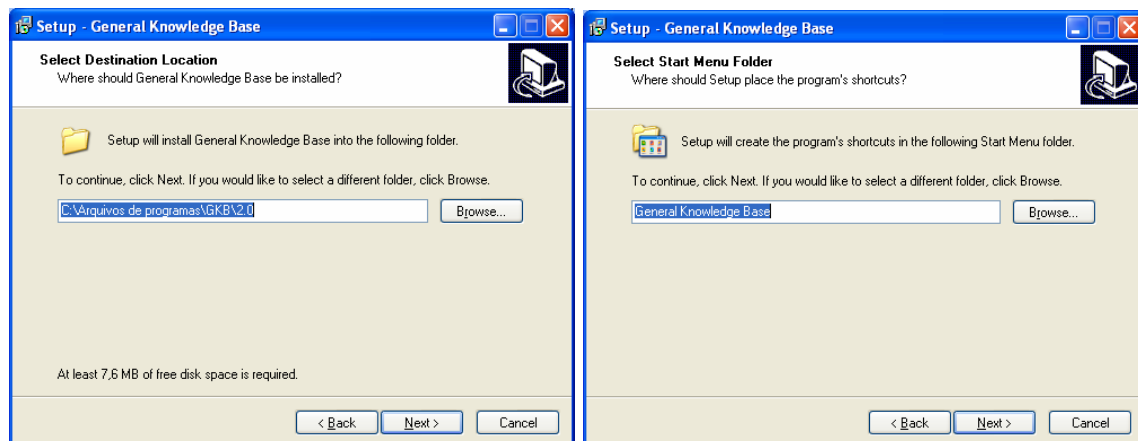 Setup - General Knowledge Base
Select Destination Location
Where should General Knowledge Base be installed?
Setup will install General Knowledge Base into the following folder.
To continue, click Next. If you would like to select a different folder, click Browse.
C:\Arquivos de programas\GKB\2.0
Browse...
At least 7,6 MB of free disk space is required.
< Back
Next >
Cancel
Setup - General Knowledge Base
Select Start Menu Folder
Where should Setup place the program's shortcuts?
Setup will create the program's shortcuts in the following Start Menu folder.
To continue, click Next. If you would like to select a different folder, click Browse.
General Knowledge Base
Browse...
< Back
Next >
Cancel